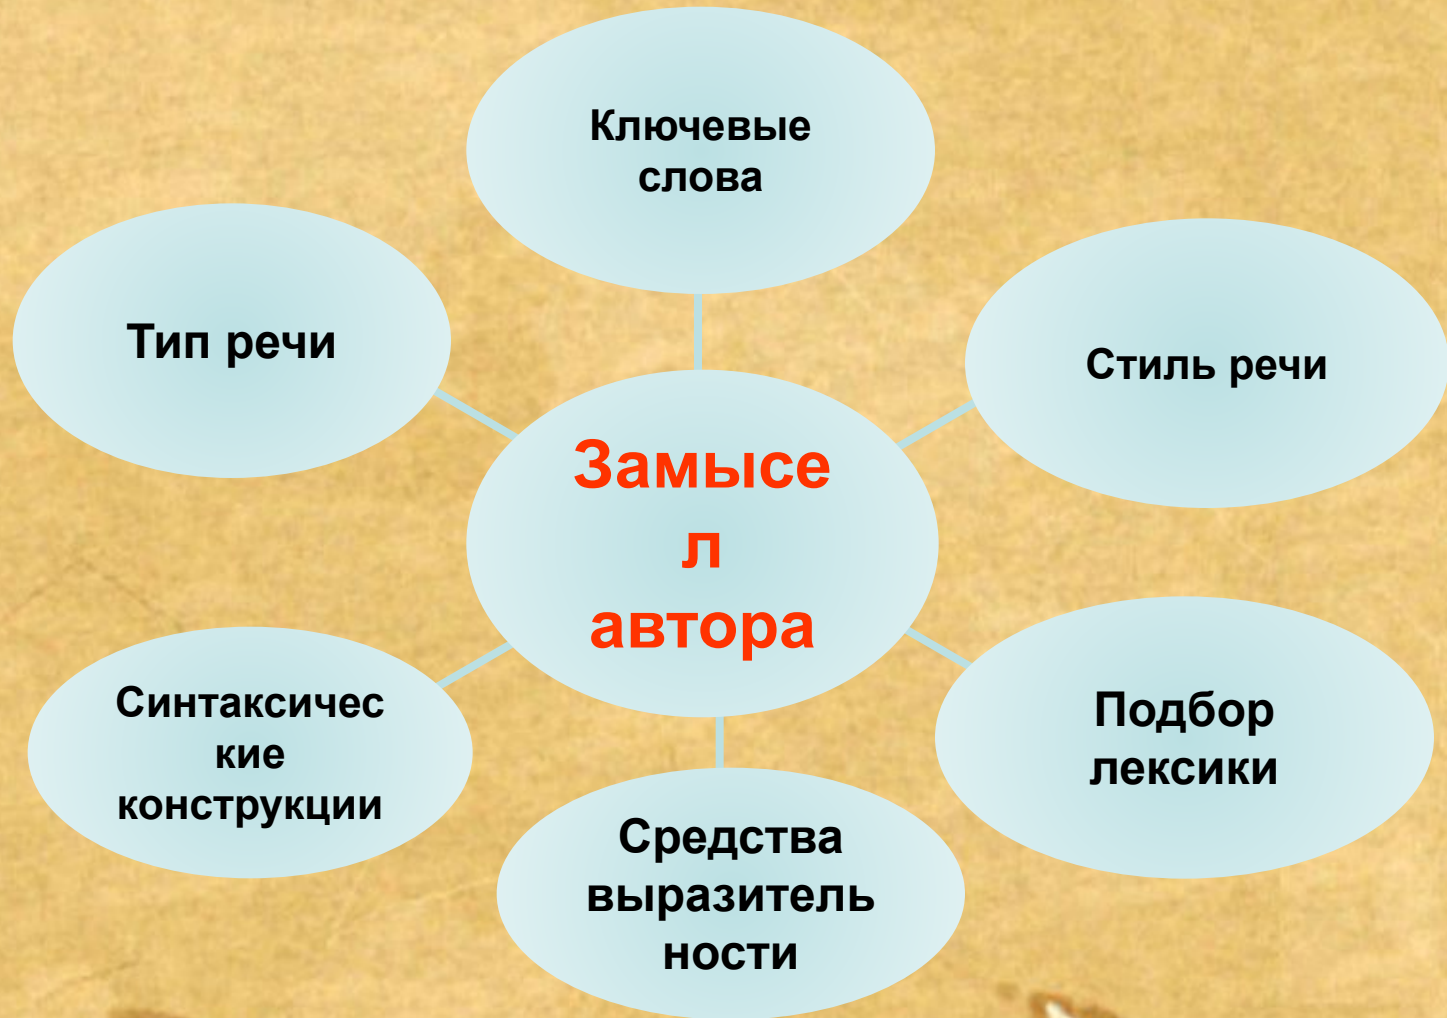 Ключевые
слова
Тип речи
Стиль речи
Замысе
л
автора
Синтаксичес
кие
конструкции
Подбор
лексики
Средства
выразитель
ности